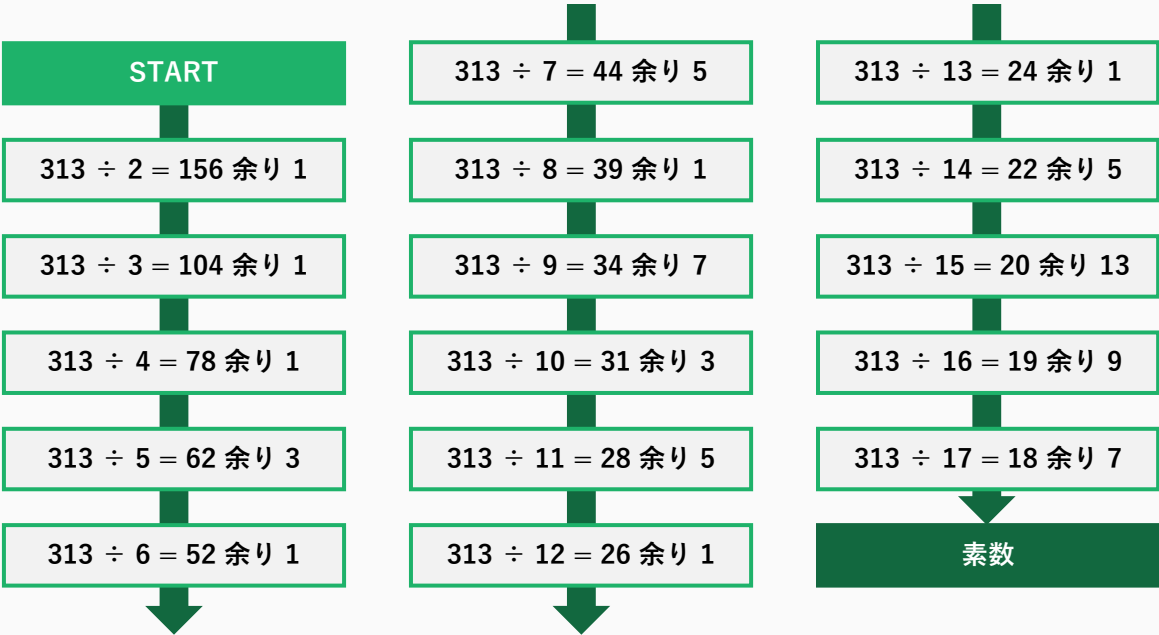 START
313 ÷ 2 = 156 余り 1
313 ÷ 3 = 104 余り 1
313 ÷ 4 = 78 余り 1
313 ÷ 5 = 62 余り 3
313 ÷ 6 = 52 余り 1
313 ÷ 7 = 44 余り 5
313 ÷ 8 = 39 余り 1
313 ÷ 9 = 34 余り 7
313 ÷ 10 = 31 余り 3
313 ÷ 11 = 28 余り 5
313 ÷ 12 = 26 余り 1
313 ÷ 13 = 24 余り 1
313 ÷ 14 = 22 余り 5
313 ÷ 15 = 20 余り 13
313 ÷ 16 = 19 余り 9
313 ÷ 17 = 18 余り 7
素数